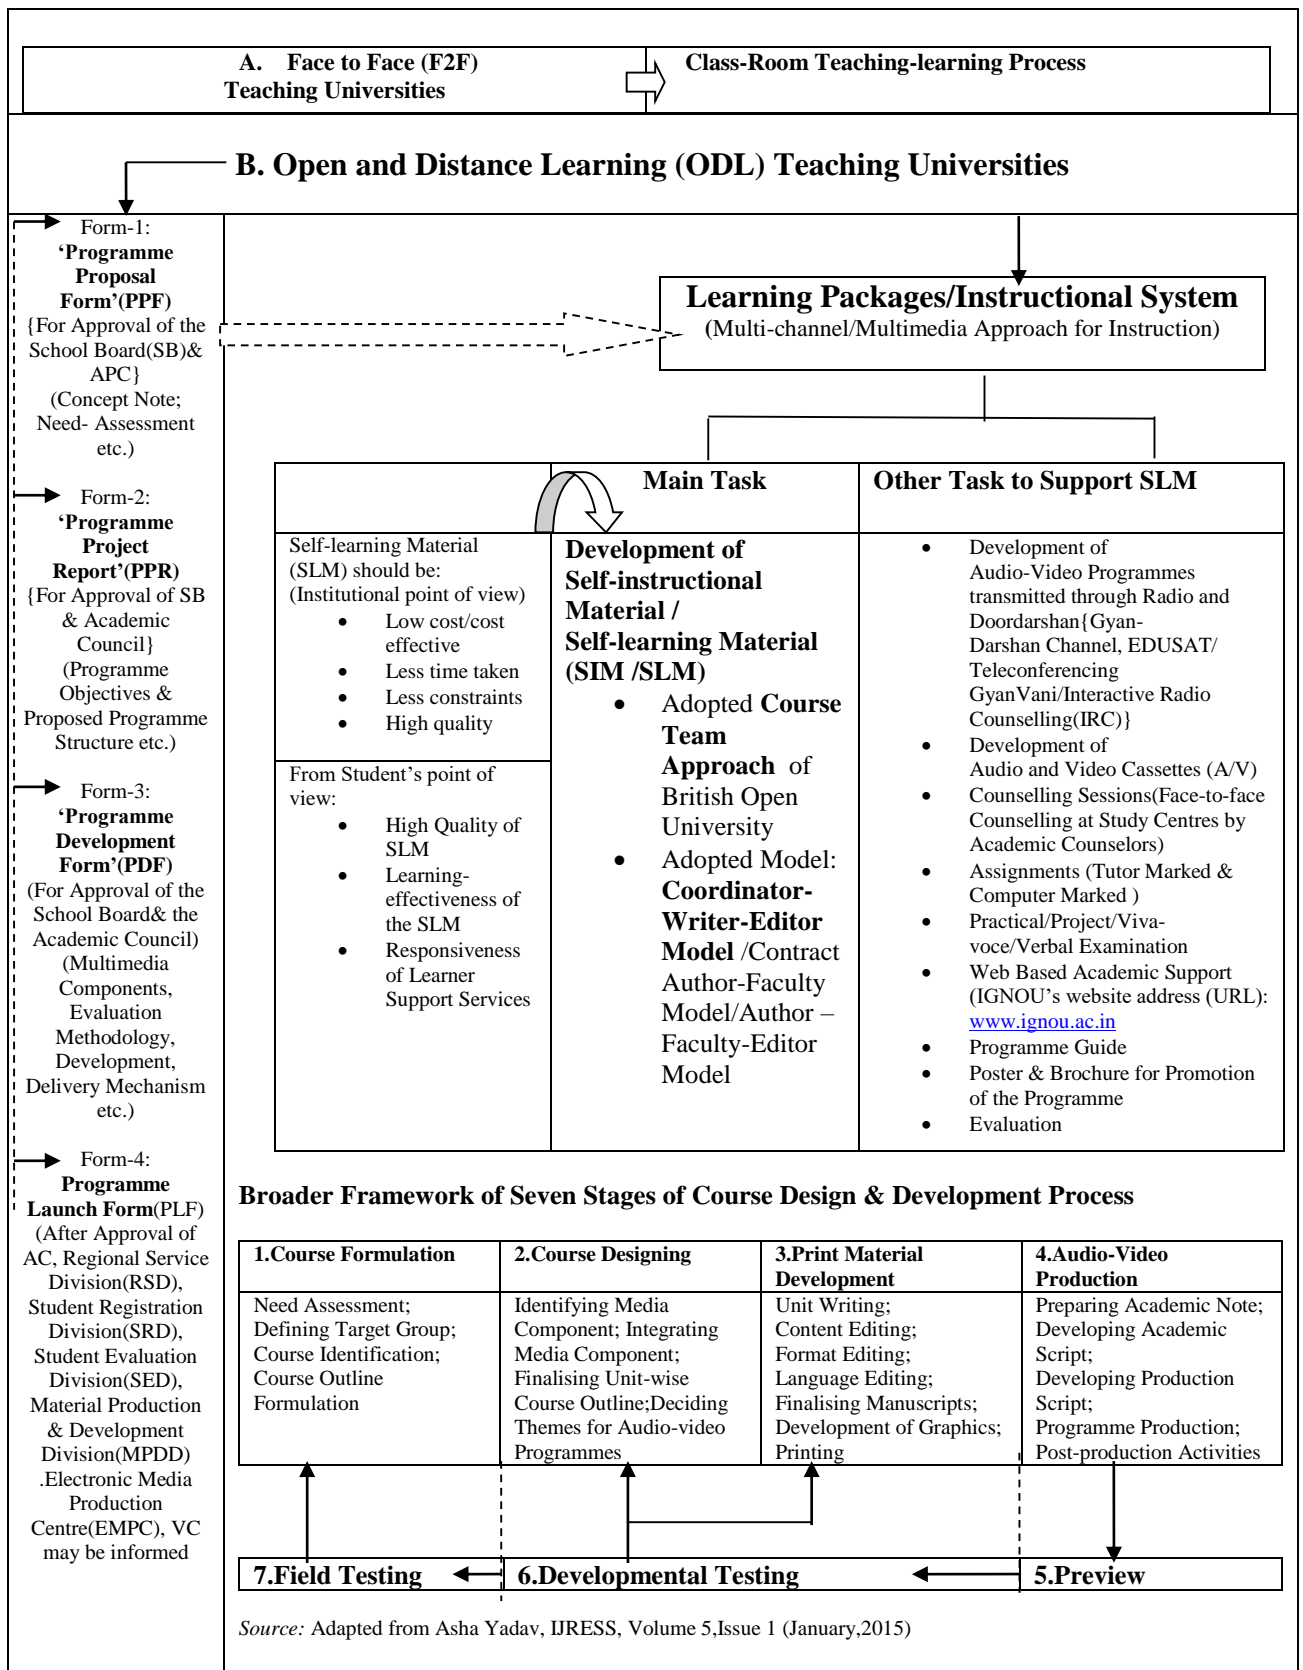 A. Face to Face (F2F)
Teaching Universities
Class-Room Teaching-learning Process
B. Open and Distance Learning (ODL) Teaching Universities
Form-1:
‘Programme
Proposal
Form’(PPF)
{For Approval of the
School Board(SB)&
APC}
(Concept Note;
Need- Assessment
etc.)
Form-2:
‘Programme
Project
Report’(PPR)
{For Approval of SB
& Academic
Council}
(Programme
Objectives &
Proposed Programme
Structure etc.)
Form-3:
‘Programme
Development
Form’(PDF)
(For Approval of the
School Board& the
Academic Council)
(Multimedia
Components,
Evaluation
Methodology,
Development,
Delivery Mechanism
etc.)
Form-4:
Programme
Launch Form(PLF)
(After Approval of
AC, Regional Service
Division(RSD),
Student Registration
Division(SRD),
Student Evaluation
Division(SED),
Material Production
& Development
Division(MPDD)
.Electronic Media
Production
Centre(EMPC), VC
may be informed
Learning Packages/Instructional System
(Multi-channel/Multimedia Approach for Instruction)
Main Task
Other Task to Support SLM
Self-learning Material
(SLM) should be:
(Institutional point of view)
• Low cost/cost
effective
• Less time taken
• Less constraints
• High quality
From Student’s point of
view:
• High Quality of
SLM
• Learning-
effectiveness of
the SLM
• Responsiveness
of Learner
Support Services
Development of
Self-instructional
Material /
Self-learning Material
(SIM /SLM)
• Adopted Course
Team
Approach of
British Open
University
• Adopted Model:
Coordinator-
Writer-Editor
Model /Contract
Author-Faculty
Model/Author –
Faculty-Editor
Model
• Development of
Audio-Video Programmes
transmitted through Radio and
Doordarshan{Gyan-
Darshan Channel, EDUSAT/
Teleconferencing
GyanVani/Interactive Radio
Counselling(IRC)}
• Development of
Audio and Video Cassettes (A/V)
• Counselling Sessions(Face-to-face
Counselling at Study Centres by
Academic Counselors)
• Assignments (Tutor Marked &
Computer Marked )
• Practical/Project/Viva-
voce/Verbal Examination
• Web Based Academic Support
(IGNOU’s website address (URL):
www.ignou.ac.in
• Programme Guide
• Poster & Brochure for Promotion
of the Programme
• Evaluation
Broader Framework of Seven Stages of Course Design & Development Process
1.Course Formulation
Need Assessment;
Defining Target Group;
Course Identification;
Course Outline
Formulation
2.Course Designing
Identifying Media
Component; Integrating
Media Component;
Finalising Unit-wise
Course Outline;Deciding
Themes for Audio-video
Programmes
3.Print Material
Development
Unit Writing;
Content Editing;
Format Editing;
Language Editing;
Finalising Manuscripts;
Development of Graphics;
Printing
4.Audio-Video
Production
Preparing Academic Note;
Developing Academic
Script;
Developing Production
Script;
Programme Production;
Post-production Activities
7.Field Testing
6.Developmental Testing
5.Preview
Source: Adapted from Asha Yadav, IJRESS, Volume 5,Issue 1 (January,2015)